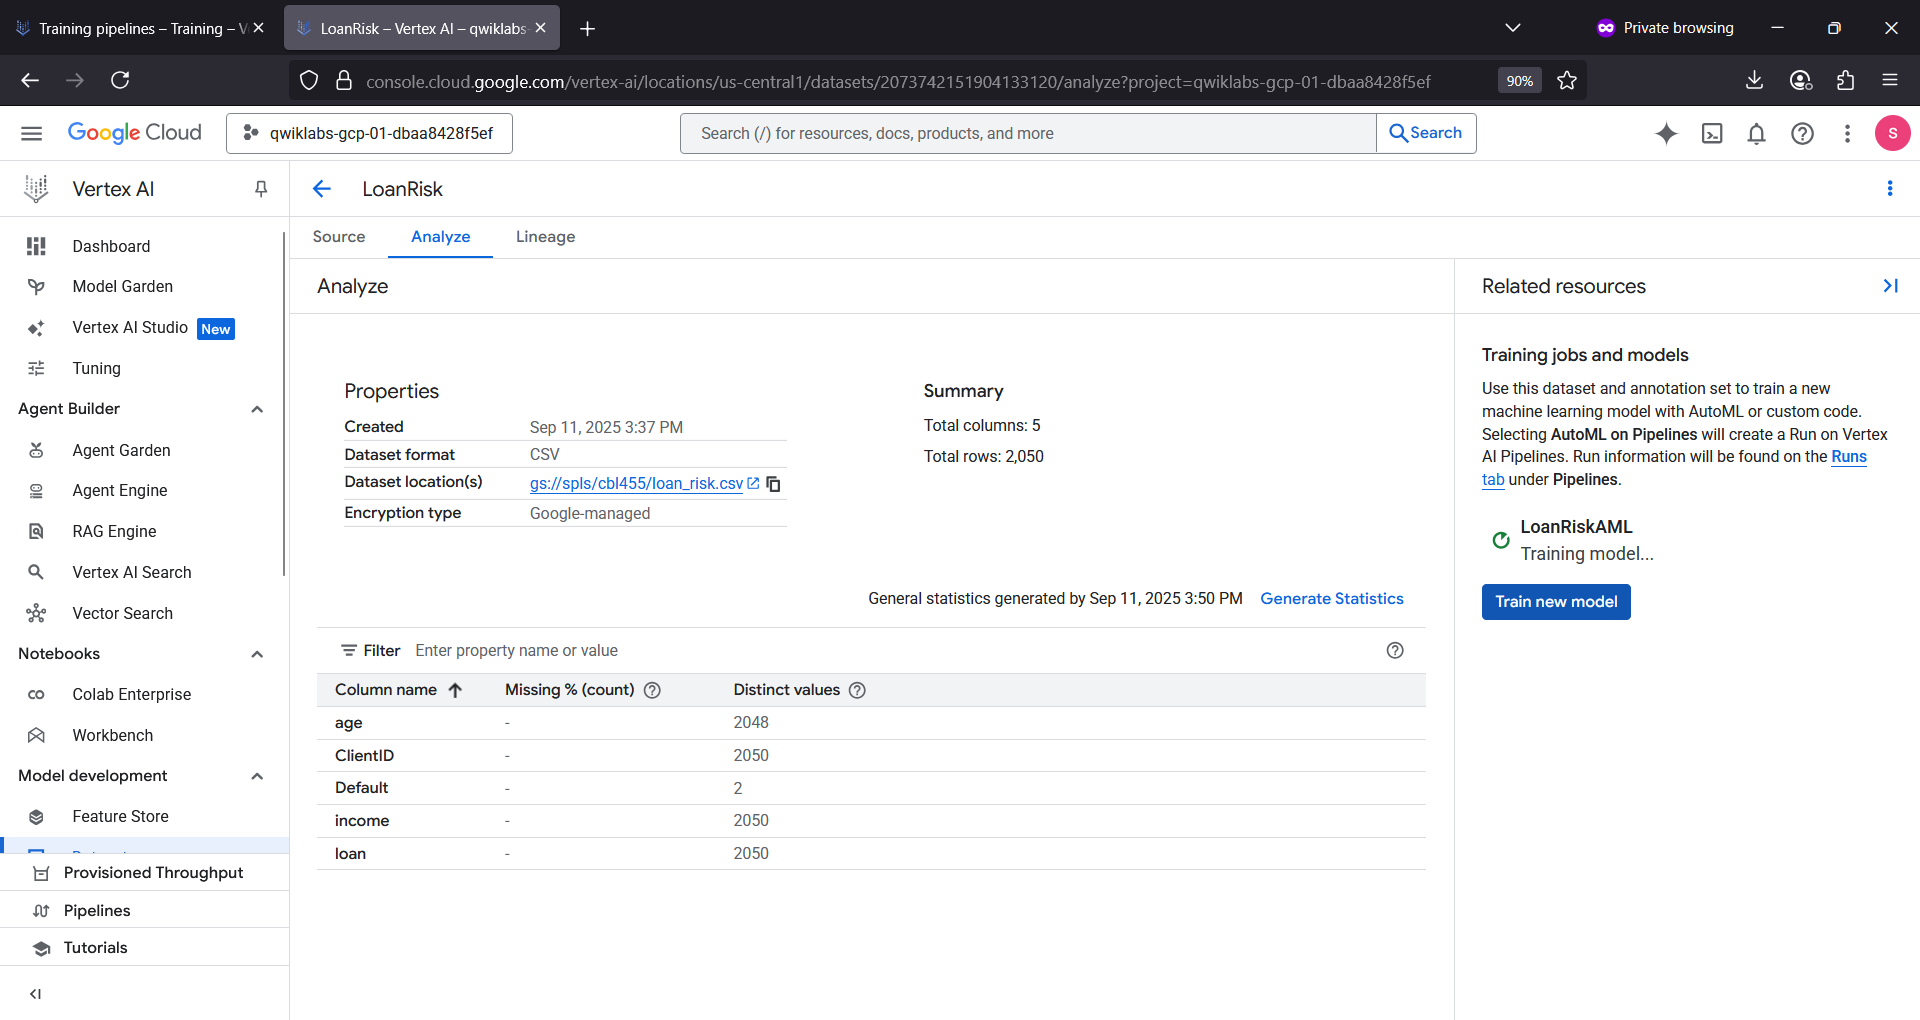 Training pipelines – Training – V
LoanRisk – Vertex AI – qwiklabs-
Private browsing
console.cloud.google.com/vertex-ai/locations/us-central1/datasets/2073742151904133120/analyze?project=qwiklabs-gcp-01-dbaa8428f5ef
90%
Google Cloud
qwiklabs-gcp-01-dbaa8428f5ef
Search (/) for resources, docs, products, and more
Search
S
Vertex AI
LoanRisk
Dashboard
Model Garden
Vertex AI Studio New
Tuning
Agent Builder
Agent Garden
Agent Engine
RAG Engine
Vertex AI Search
Vector Search
Notebooks
Colab Enterprise
Workbench
Model development
Feature Store
Provisioned Throughput
Pipelines
Tutorials
Source
Analyze
Lineage
Analyze
Properties
Created Sep 11, 2025 3:37 PM
Dataset format CSV
Dataset location(s) gs://spls/cbl455/loan_risk.csv
Encryption type Google-managed
Summary
Total columns: 5
Total rows: 2,050
General statistics generated by Sep 11, 2025 3:50 PM Generate Statistics
Filter Enter property name or value
Column name Missing % (count) Distinct values
age - 2048
ClientID - 2050
Default - 2
income - 2050
loan - 2050
Related resources
Training jobs and models
Use this dataset and annotation set to train a new
machine learning model with AutoML or custom code.
Selecting AutoML on Pipelines will create a Run on Vertex
AI Pipelines. Run information will be found on the Runs
tab under Pipelines.
LoanRiskAML
Training model...
Train new model